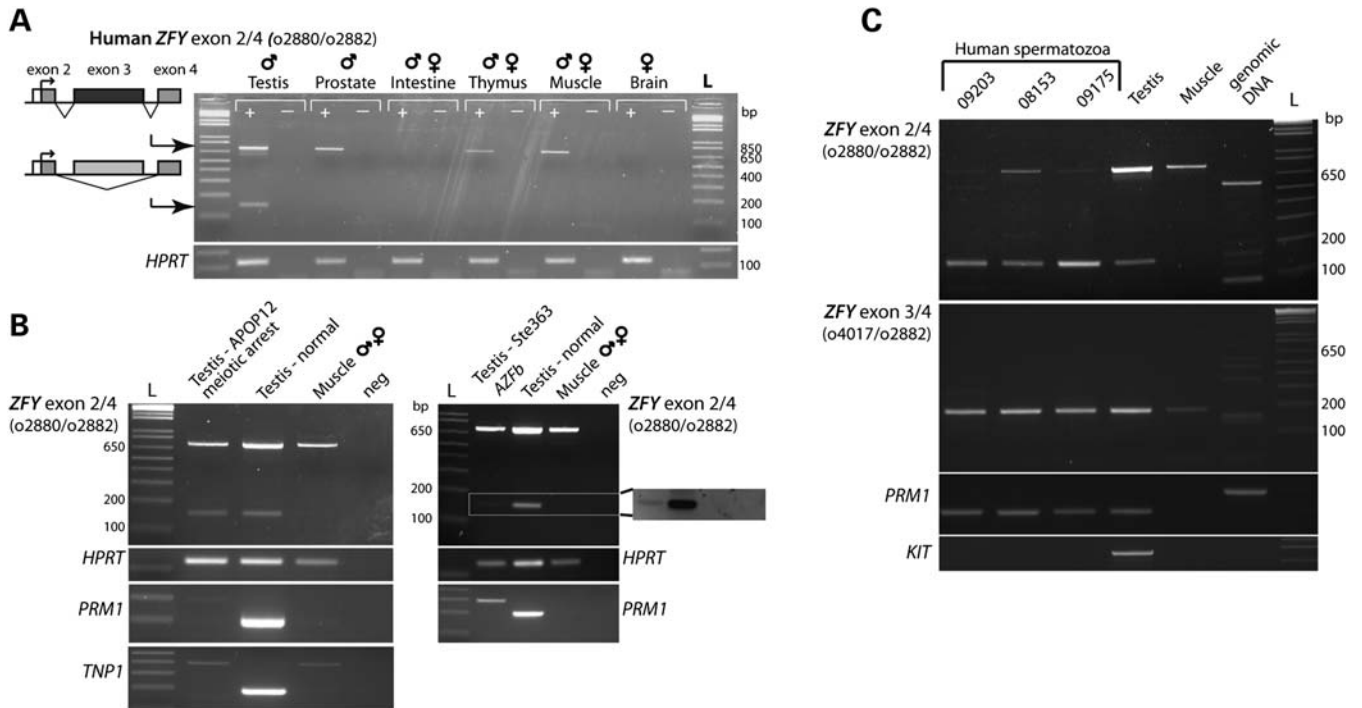 A
Human ZFY exon 2/4 (o2880/o2882)
exon 2 exon 3 exon 4
♂ ♂ ♂ ♀ ♂ ♀ ♂ ♀ ♀
Testis Prostate Intestine Thymus Muscle Brain L
+ − + − + − + − + − + −
bp
850
650
400
200
100
HPRT
100
B
L
Testis - APOP12
meiotic arrest
Testis - normal
Muscle ♂♀
neg
ZFY exon 2/4
(o2880/o2882)
650
200
100
HPRT
PRM1
TNP1
L
Testis - Ste363
AZFb
Testis - normal
Muscle ♂♀
neg
bp
ZFY exon 2/4
(o2880/o2882)
650
200
100
HPRT
PRM1
C
Human spermatozoa
09203
08153
09175
Testis
Muscle
genomic
DNA
L
bp
ZFY exon 2/4
(o2880/o2882)
650
200
100
ZFY exon 3/4
(o4017/o2882)
650
200
100
PRM1
KIT